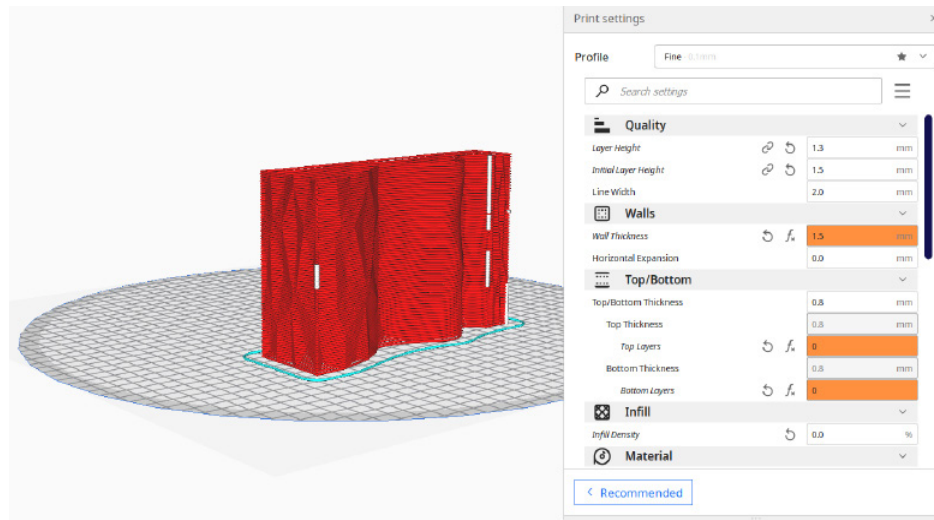 Print settings
Profile Fine 0.1mm
Search settings
Quality
Layer Height 1.3 mm
Initial Layer Height 1.5 mm
Line Width 2.0 mm
Walls
Wall Thickness 1.5 mm
Horizontal Expansion 0.0 mm
Top/Bottom
Top/Bottom Thickness 0.8 mm
Top Thickness 0.8 mm
Top Layers 0
Bottom Thickness 0.8 mm
Bottom Layers 0
Infill
Infill Density 0.0 %
Material
Recommended